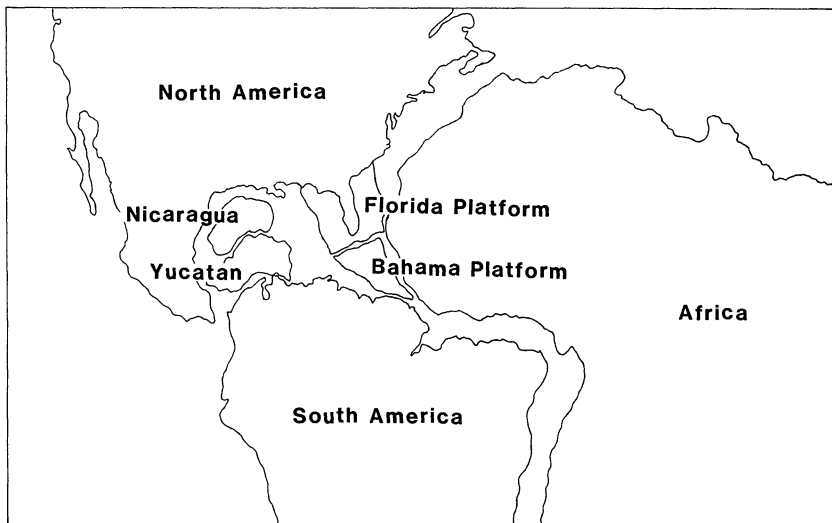 North America
Nicaragua
Florida Platform
Yucatan
Bahama Platform
Africa
South America